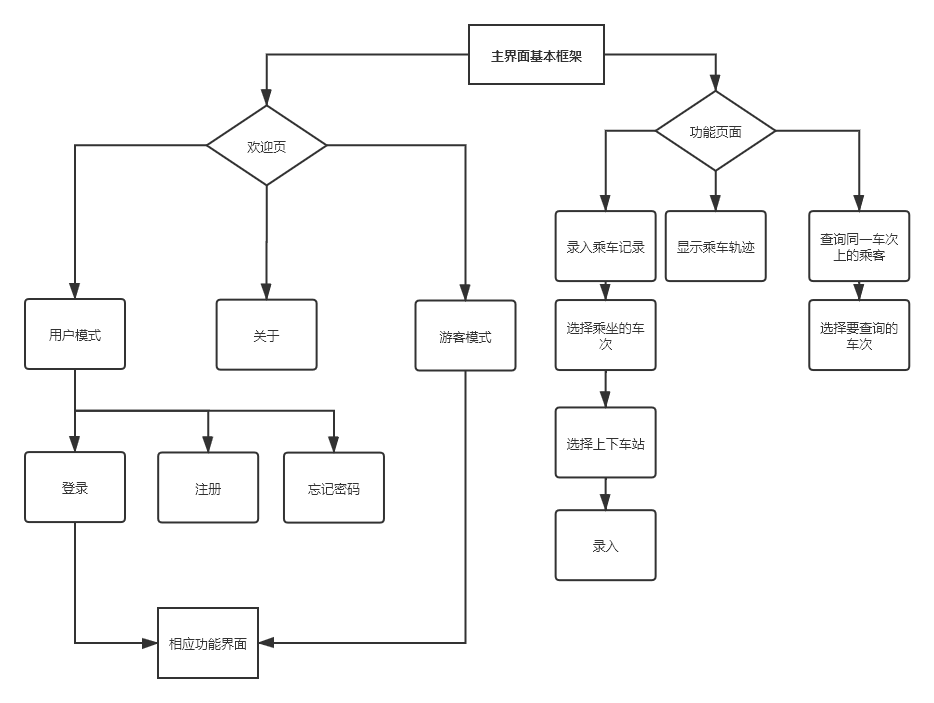 主界面基本框架
欢迎页
功能页面
录入乘车记录
显示乘车轨迹
查询同一车次
上的乘客
用户模式
关于
游客模式
选择乘坐的车
次
选择要查询的
车次
选择上下车站
登录
注册
忘记密码
录入
相应功能界面